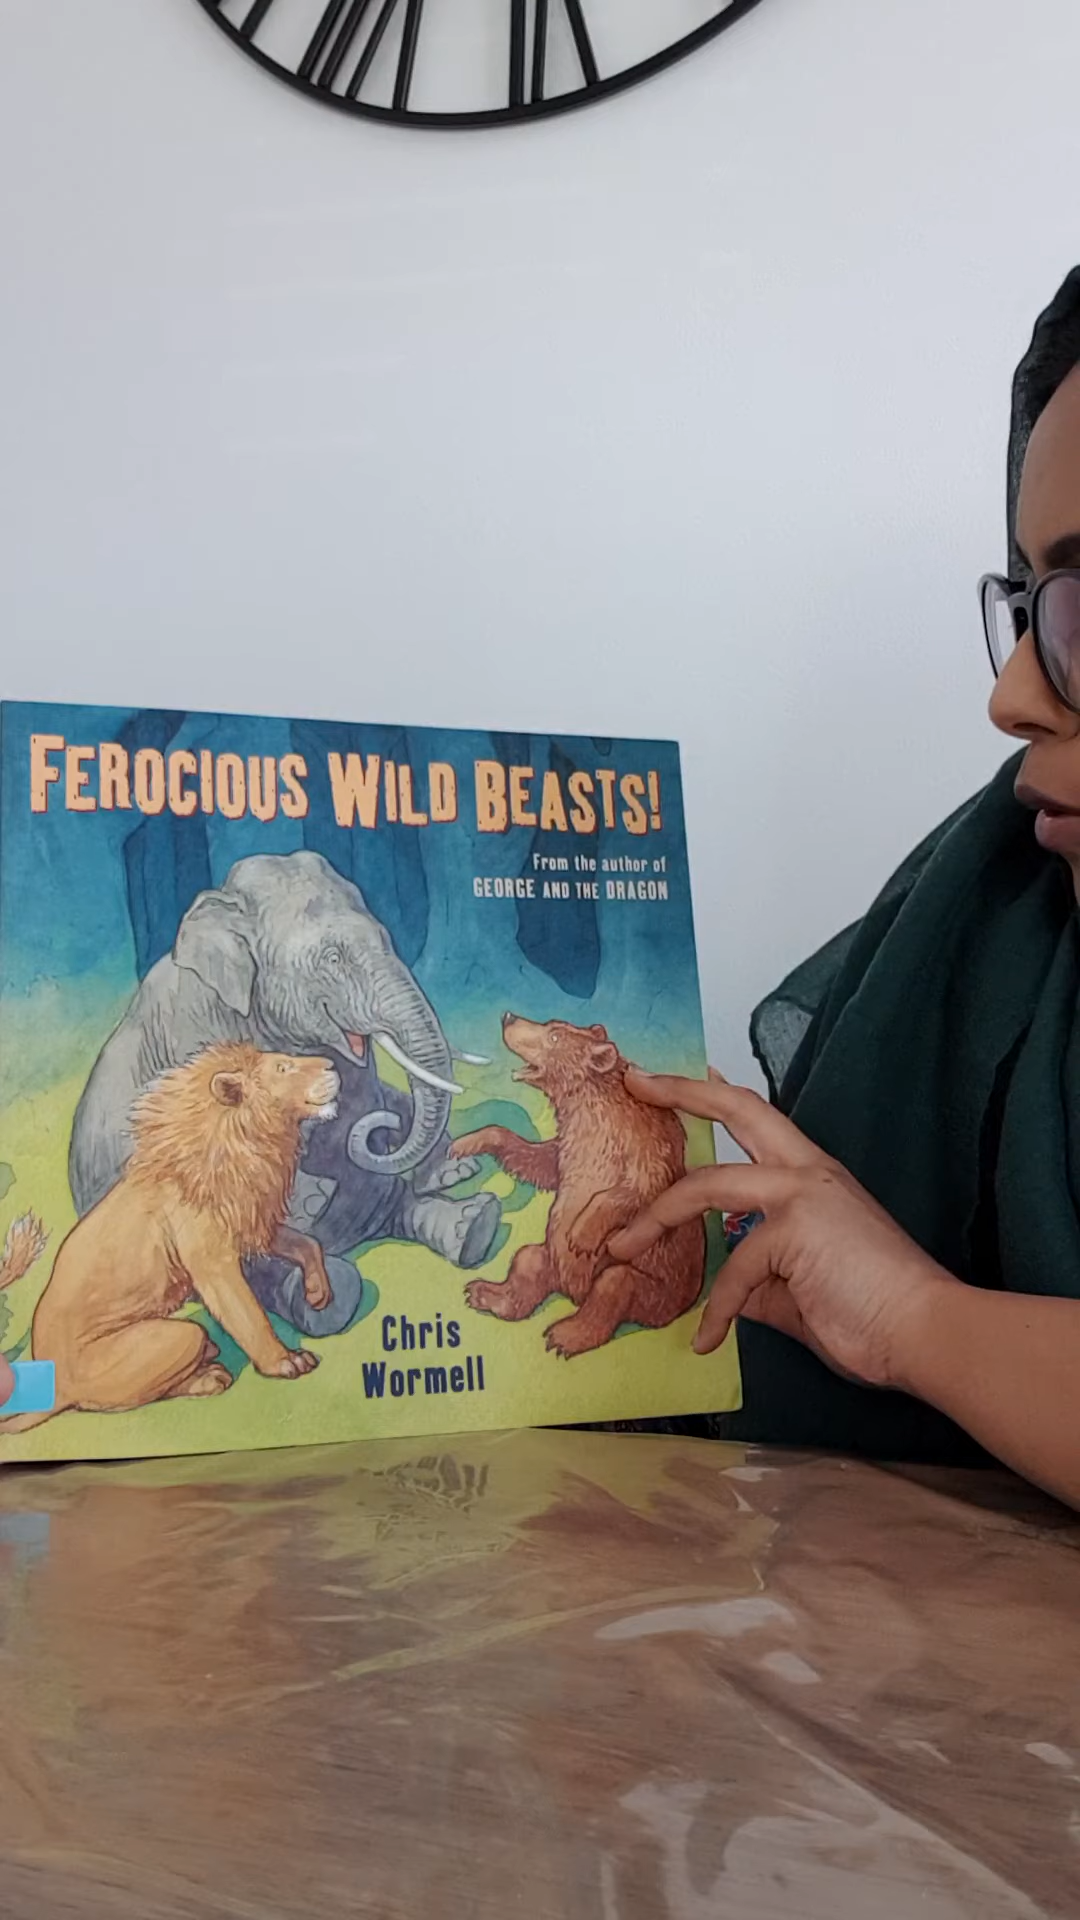 FEROCIOUS WILD BEASTS!
From the author of
GEORGE AND THE DRAGON
Chris
Wormell